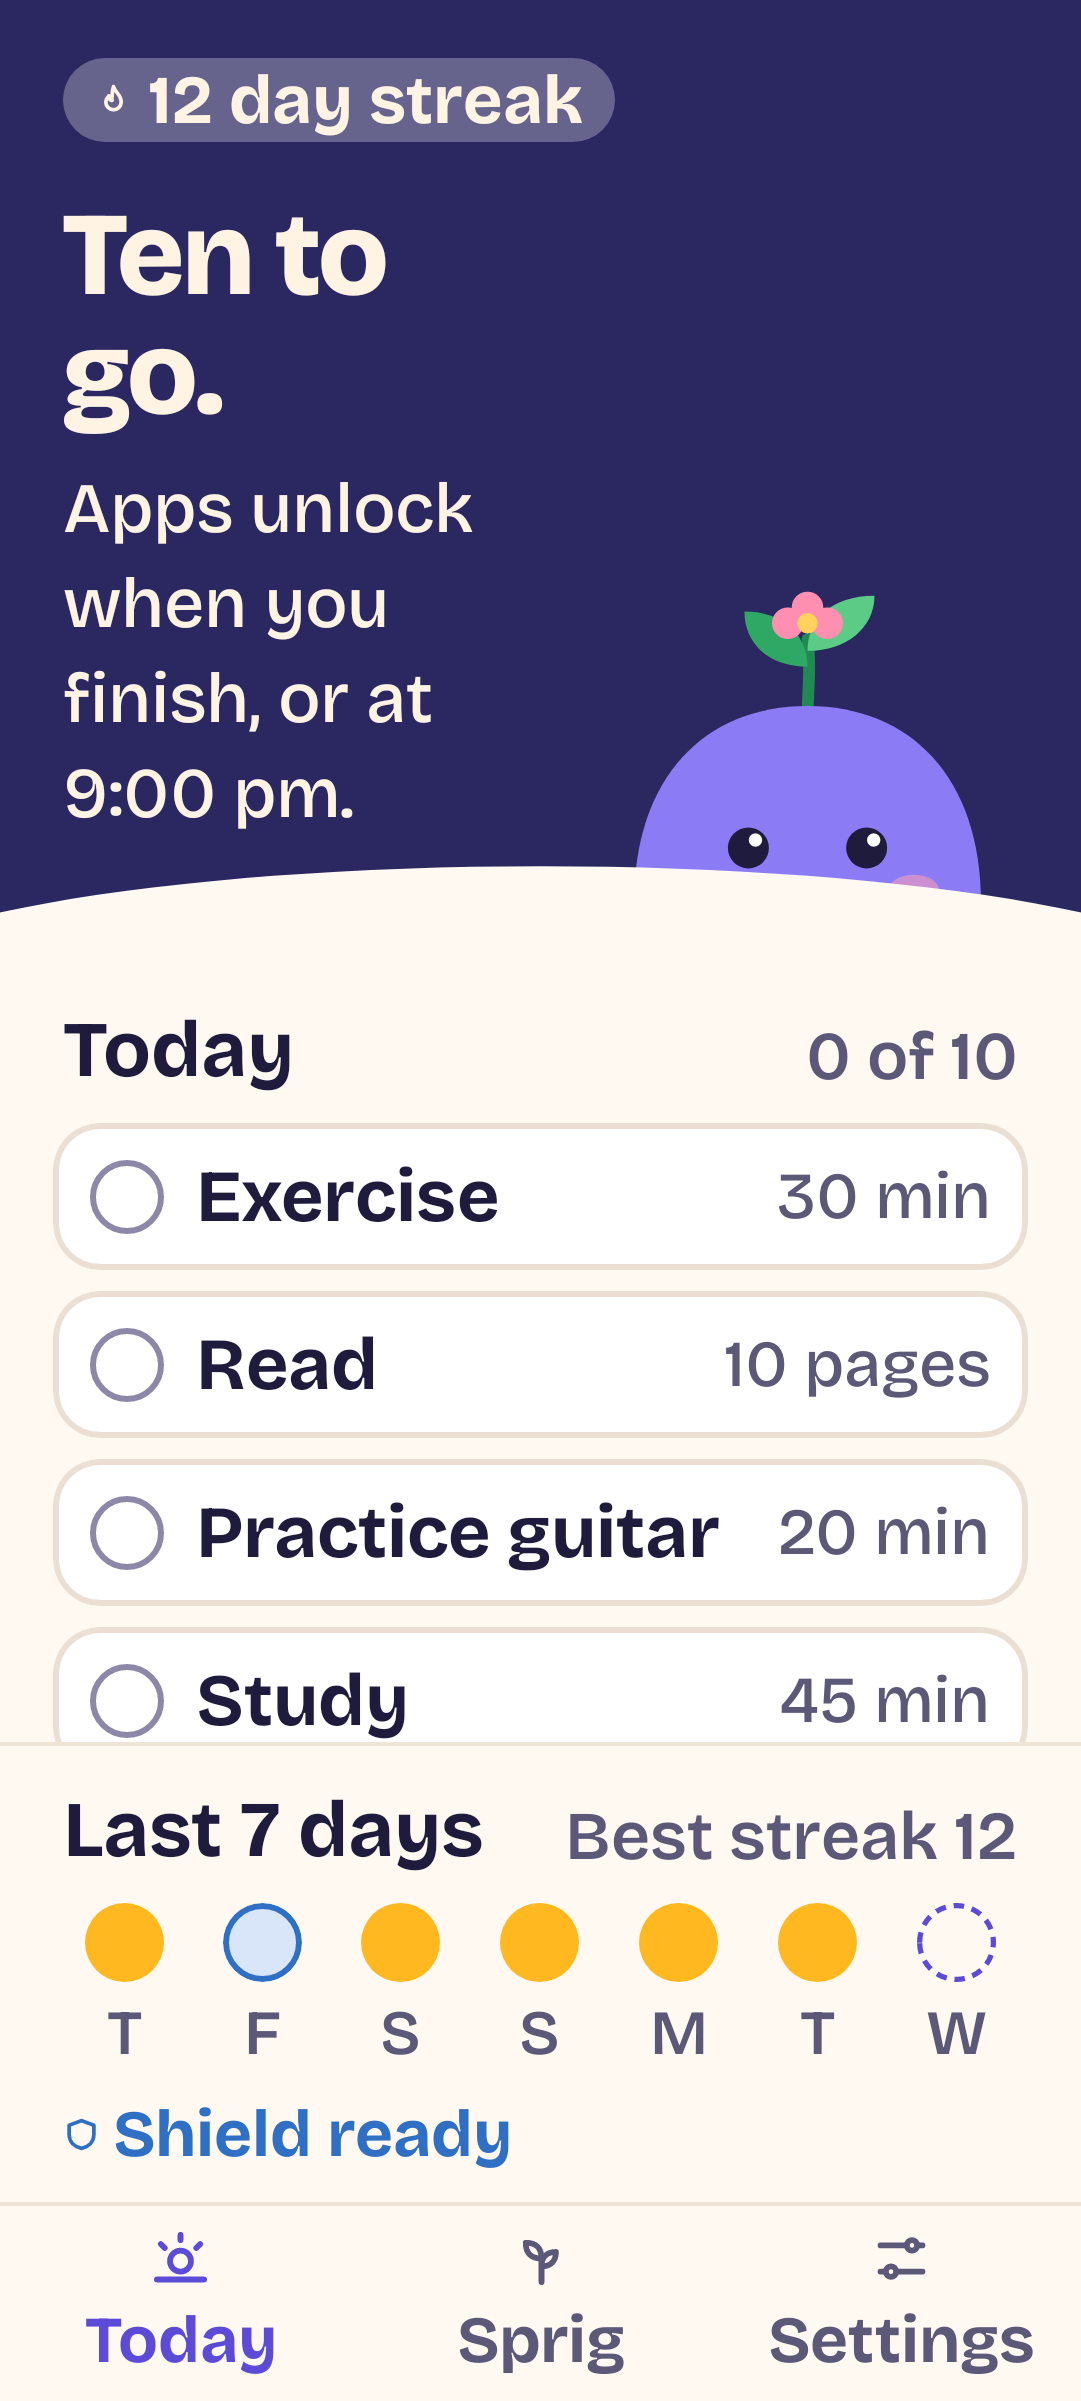 12 day streak
Ten to
go.
Apps unlock
when you
finish, or at
9:00 pm.
Today
0 of 10
Exercise
30 min
Read
10 pages
Practice guitar
20 min
Study
45 min
Last 7 days
Best streak 12
T F S S M T W
Shield ready
Today
Sprig
Settings